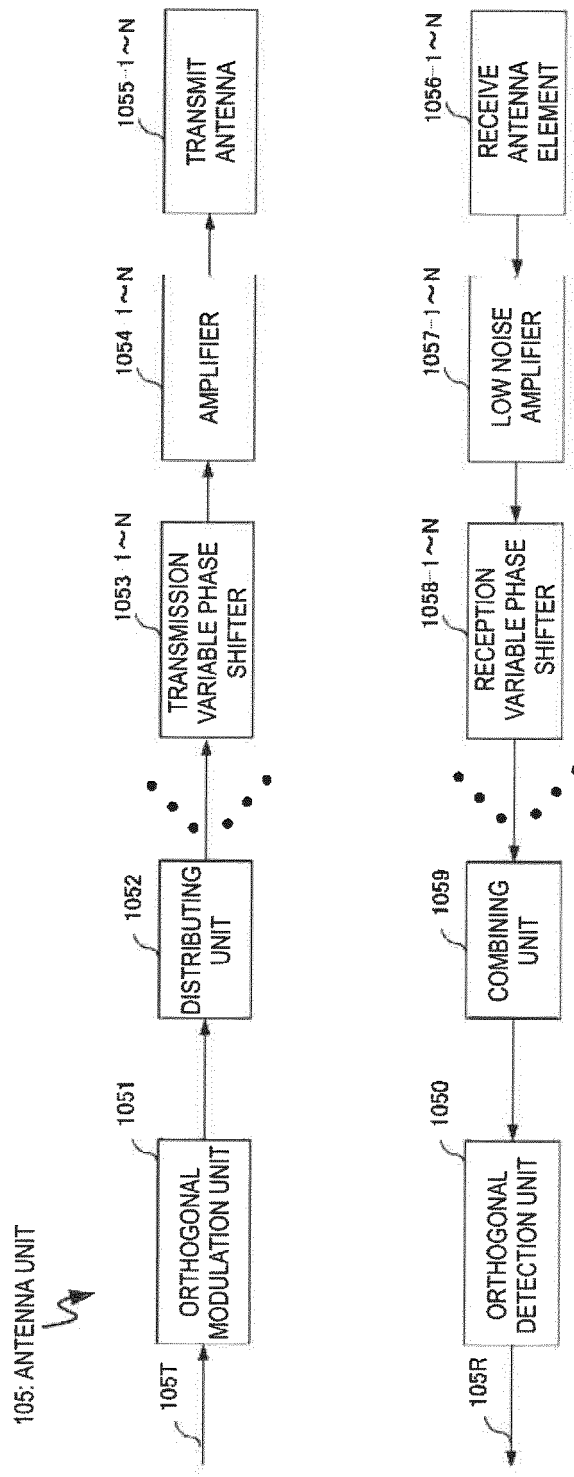 105: ANTENNA UNIT
105T
1051
ORTHOGONAL
MODULATION UNIT
1052
DISTRIBUTING
UNIT
1053-1~N
TRANSMISSION
VARIABLE PHASE
SHIFTER
1054 1~N
AMPLIFIER
1055-1~N
TRANSMIT
ANTENNA
105R
1050
ORTHOGONAL
DETECTION UNIT
1059
COMBINING
UNIT
1058-1~N
RECEPTION
VARIABLE PHASE
SHIFTER
1057-1~N
LOW NOISE
AMPLIFIER
1056-1~N
RECEIVE
ANTENNA
ELEMENT